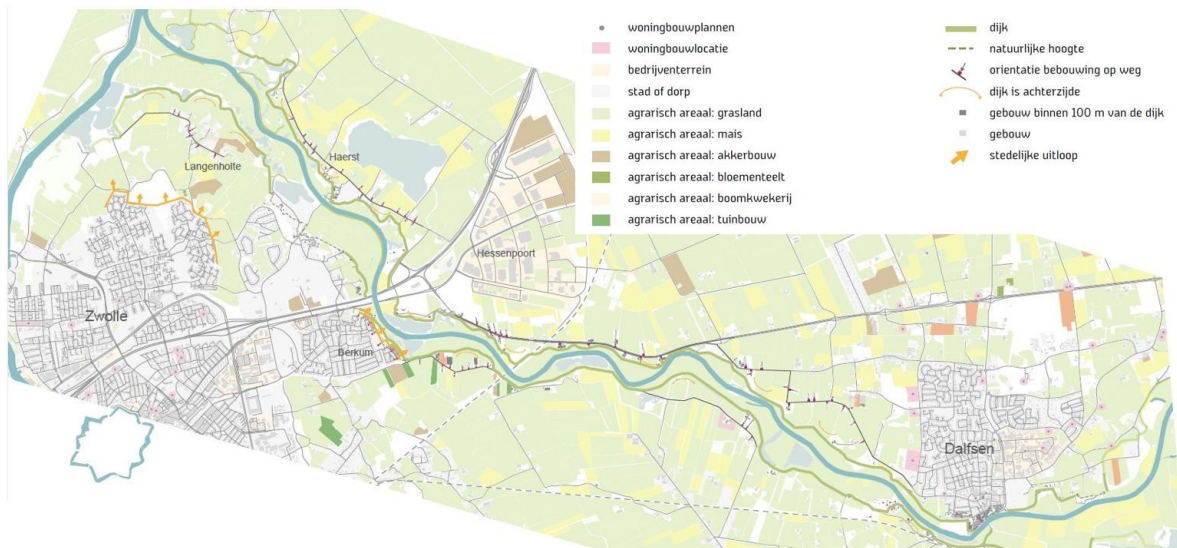 woningbouwplannen
woningbouwlocatie
bedrijventerrein
stad of dorp
agrarisch areaal: grasland
agrarisch areaal: mais
agrarisch areaal: akkerbouw
agrarisch areaal: bloementeelt
agrarisch areaal: boomkwekerij
agrarisch areaal: tuinbouw
dijk
natuurlijke hoogte
orientatie bebouwing op weg
dijk is achterzijde
gebouw binnen 100 m van de dijk
gebouw
stedelijke uitloop
Langenholte
Haerst
Hessenpoort
Zwolle
Berkum
Dalfsen